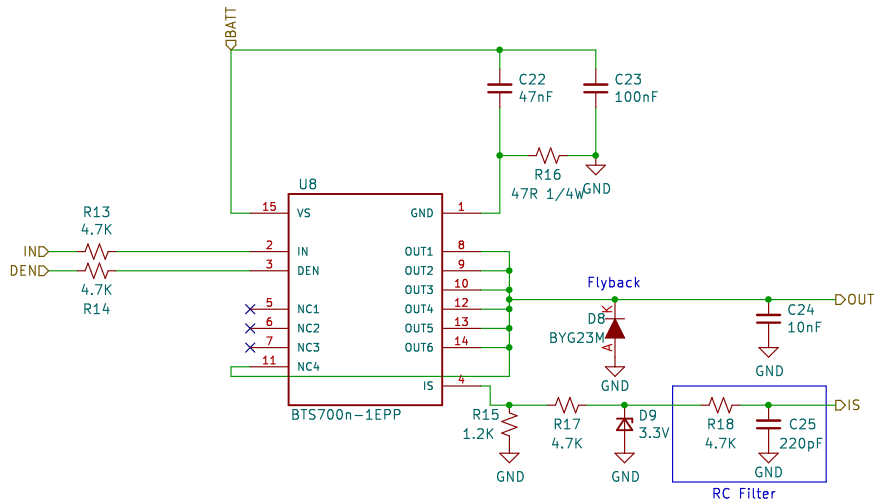 BATT
C22
47nF
C23
100nF
R16
47R 1/4W
GND
U8
15
VS
GND
1
R13
4.7K
IN
2
IN
OUT1
8
DEN
3
DEN
OUT2
9
4.7K
R14
OUT3
10
5
NC1
OUT4
12
6
NC2
OUT5
13
7
NC3
OUT6
14
11
NC4
IS
4
BTS700n-1EPP
Flyback
K
D8
BYG23M
A
GND
OUT
C24
10nF
GND
R15
1.2K
GND
R17
4.7K
D9
3.3V
GND
R18
4.7K
C25
220pF
GND
IS
RC Filter